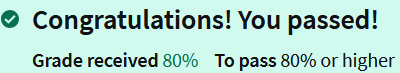 Congratulations! You passed!
Grade received 80% To pass 80% or higher